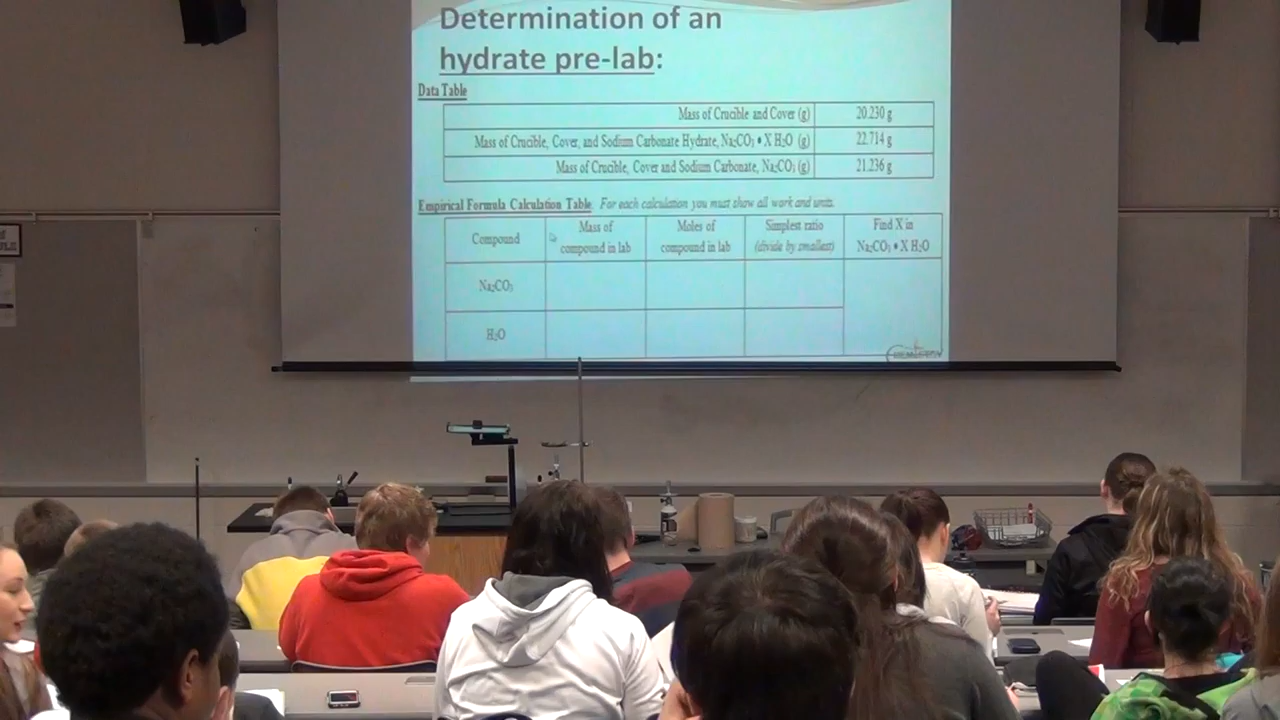 Determination of an
hydrate pre-lab:
Data Table
Mass of Crucible and Cover (g) 20.230 g
Mass of Crucible, Cover, and Sodium Carbonate Hydrate, Na₂CO₃ • X H₂O (g) 22.714 g
Mass of Crucible, Cover and Sodium Carbonate, Na₂CO₃ (g) 21.236 g
Empirical Formula Calculation Table: For each calculation you must show all work and units.
Compound Mass of compound in lab Moles of compound in lab Simplest ratio (divide by smallest) Find X in Na₂CO₃ • X H₂O
Na₂CO₃
H₂O